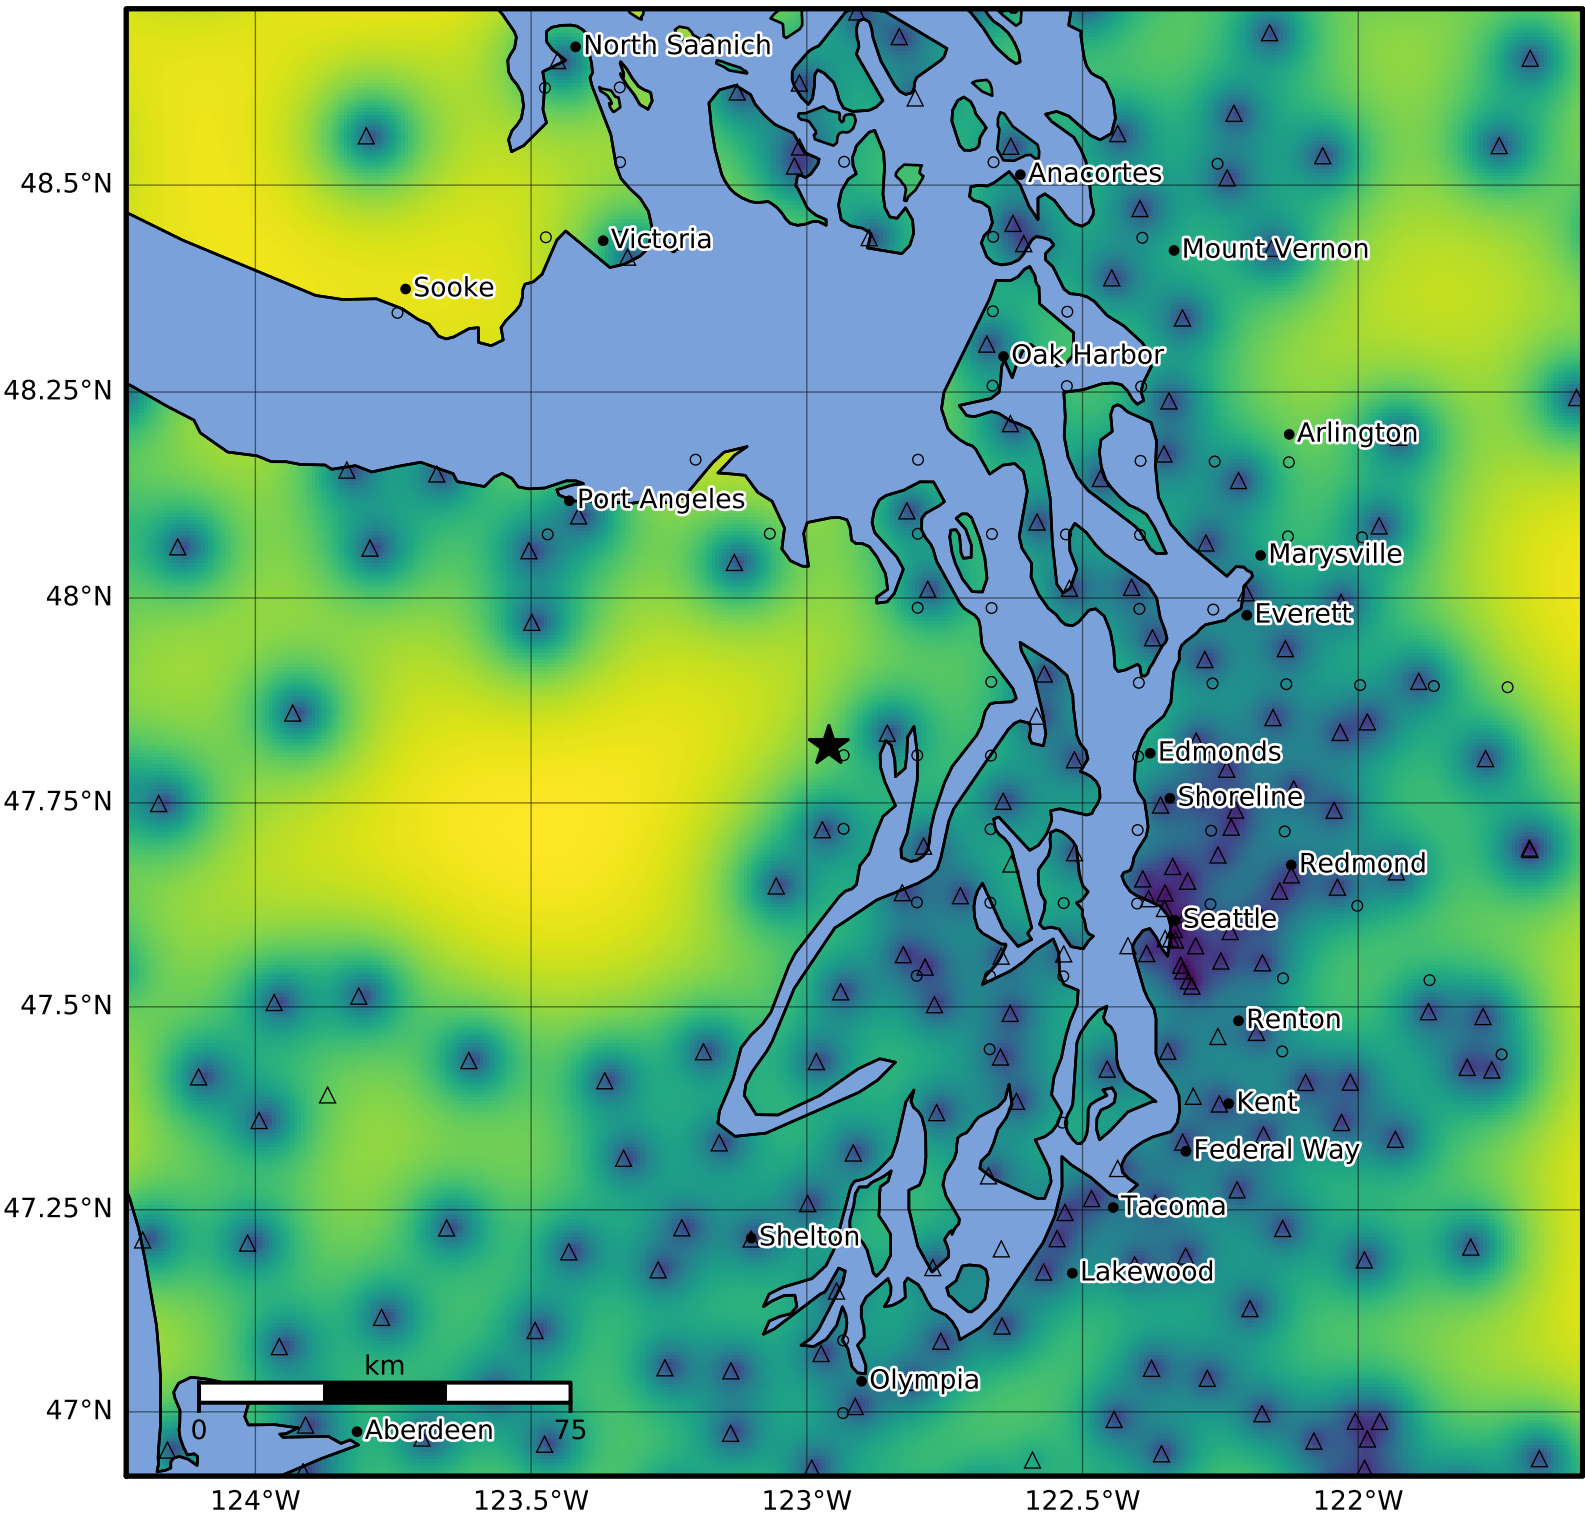 North Saanich
Anacortes
48.5°N
Victoria
Mount Vernon
Sooke
Oak Harbor
48.25°N
Arlington
Port Angeles
Marysville
48°N
Everett
Edmonds
Shoreline
47.75°N
Redmond
Seattle
47.5°N
Renton
Kent
Federal Way
47.25°N
Tacoma
Shelton
Lakewood
km
Olympia
47°N
0
75
Aberdeen
124°W
123.5°W
123°W
122.5°W
122°W